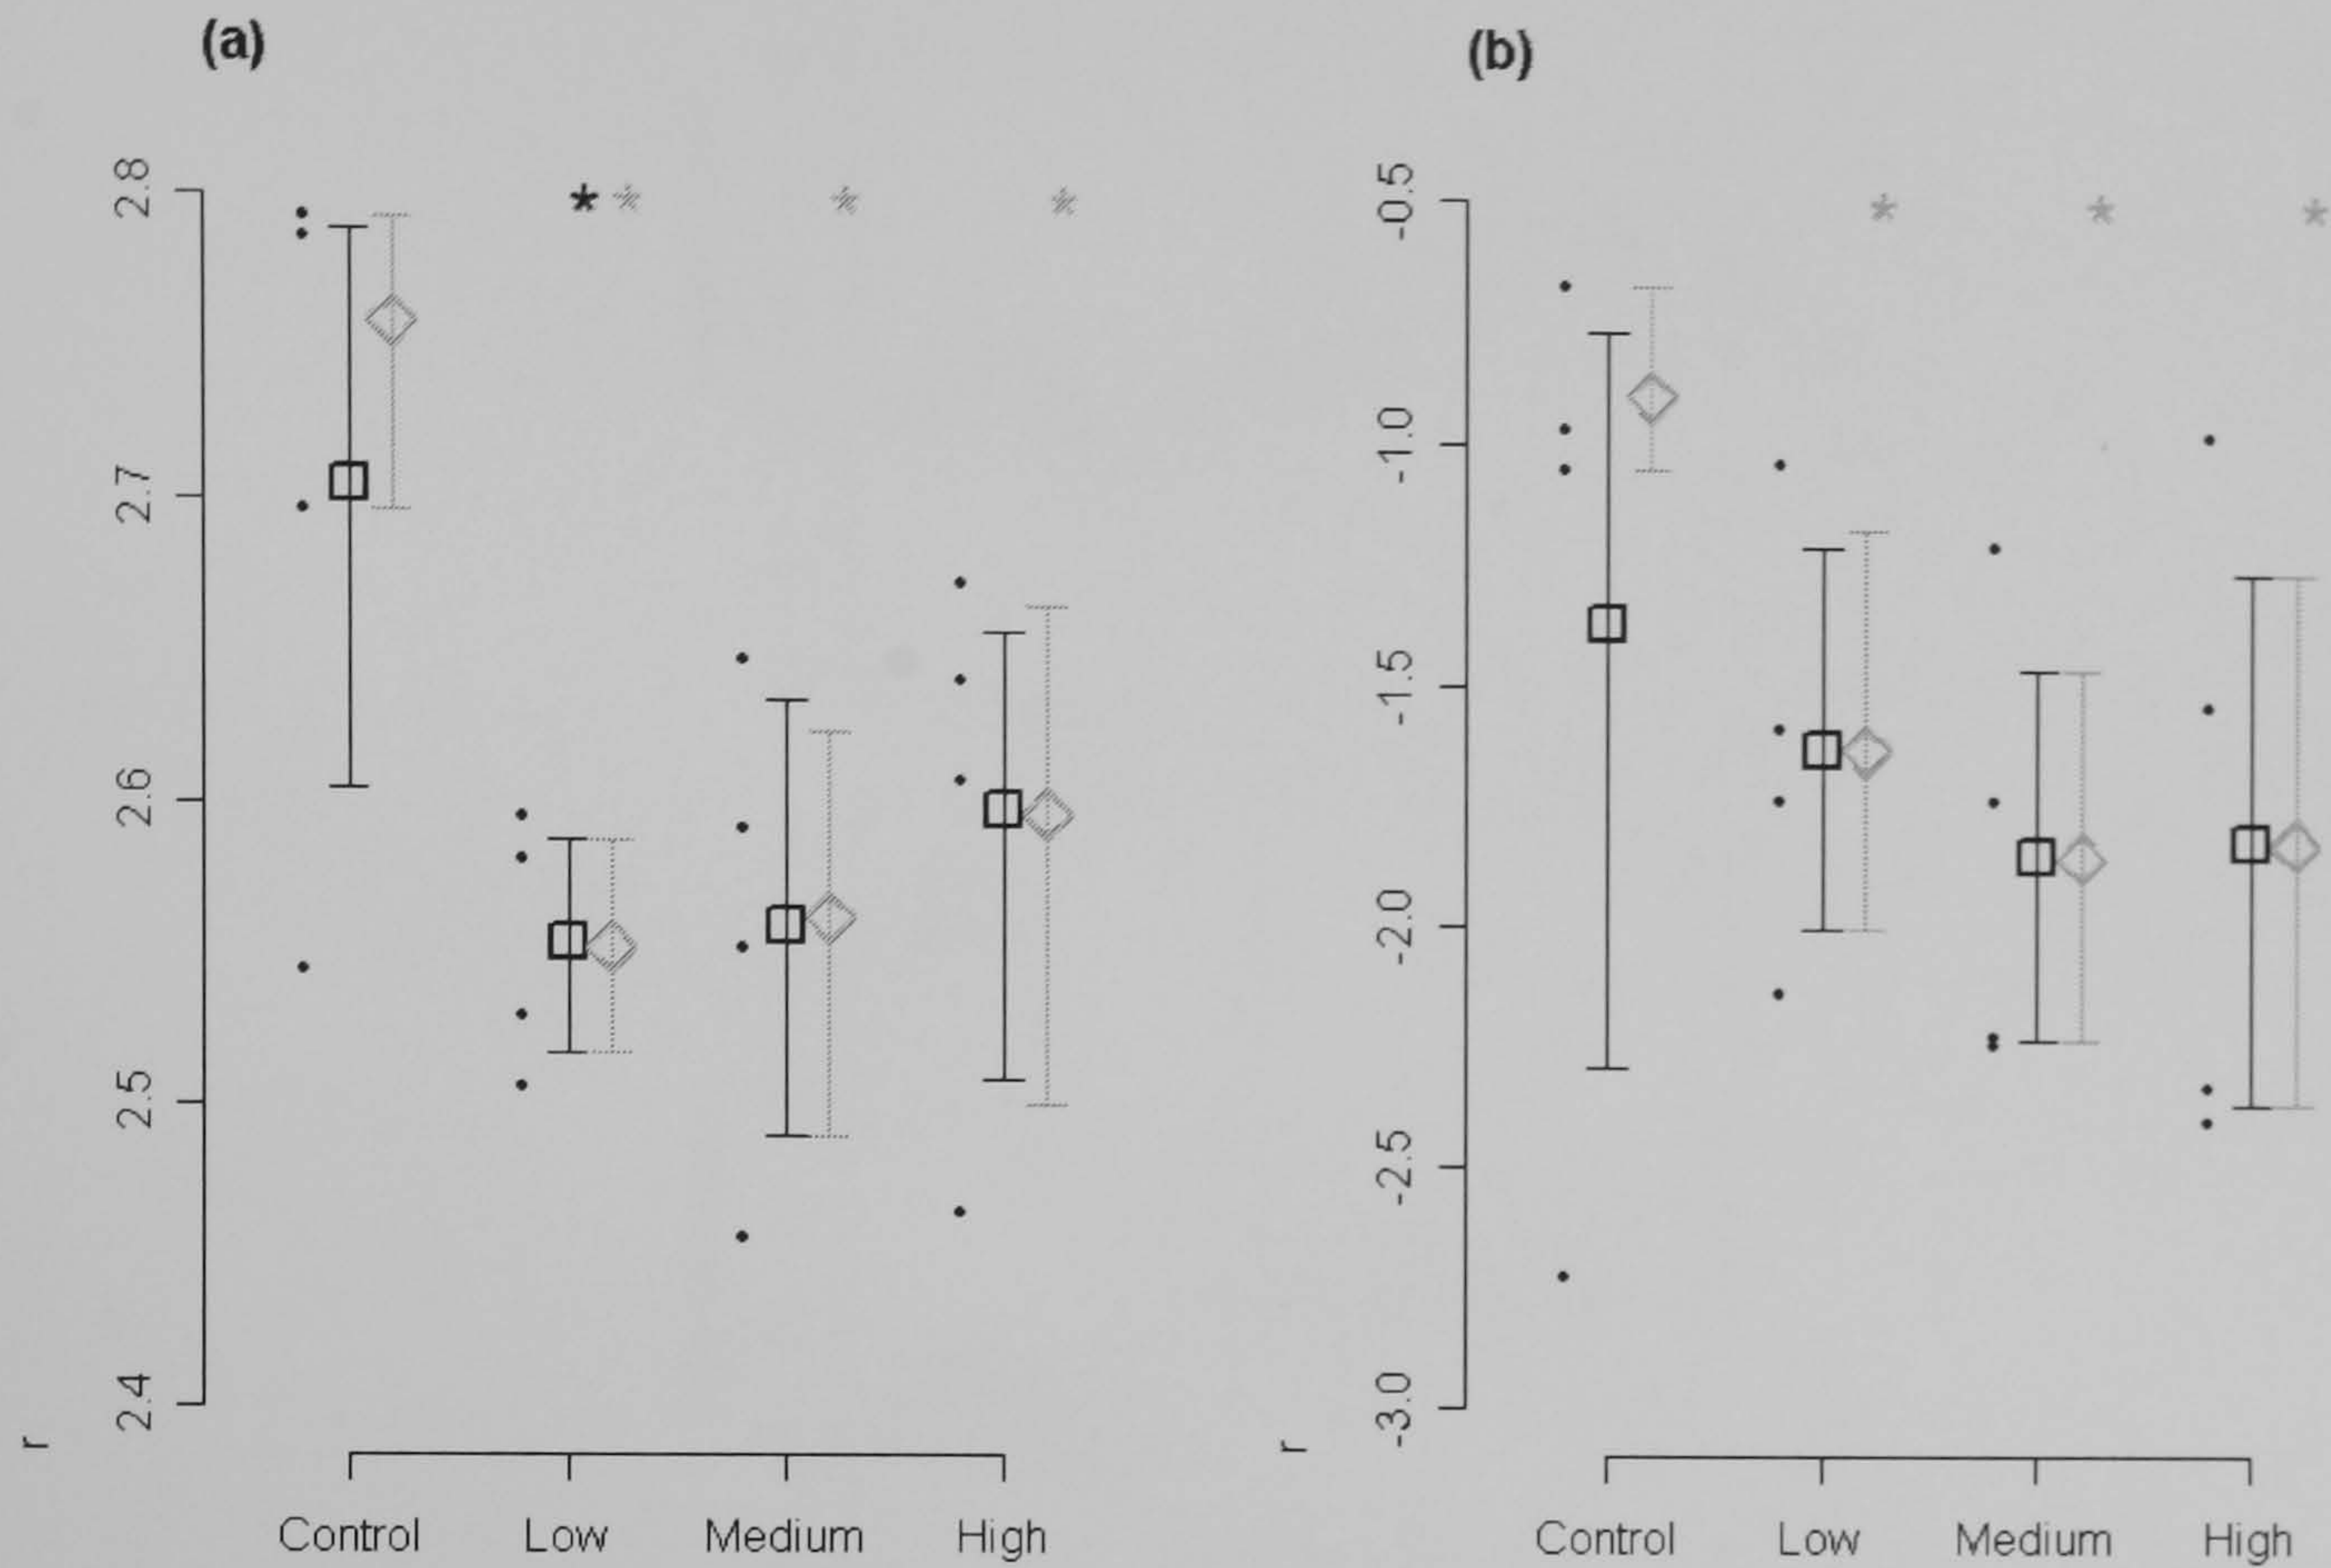 (a)
2.8
2.7
2.6
2.5
2.4
r
Control Low Medium High
* * * *
(b)
-0.5
-1.0
-1.5
-2.0
-2.5
-3.0
r
Control Low Medium High
* * *